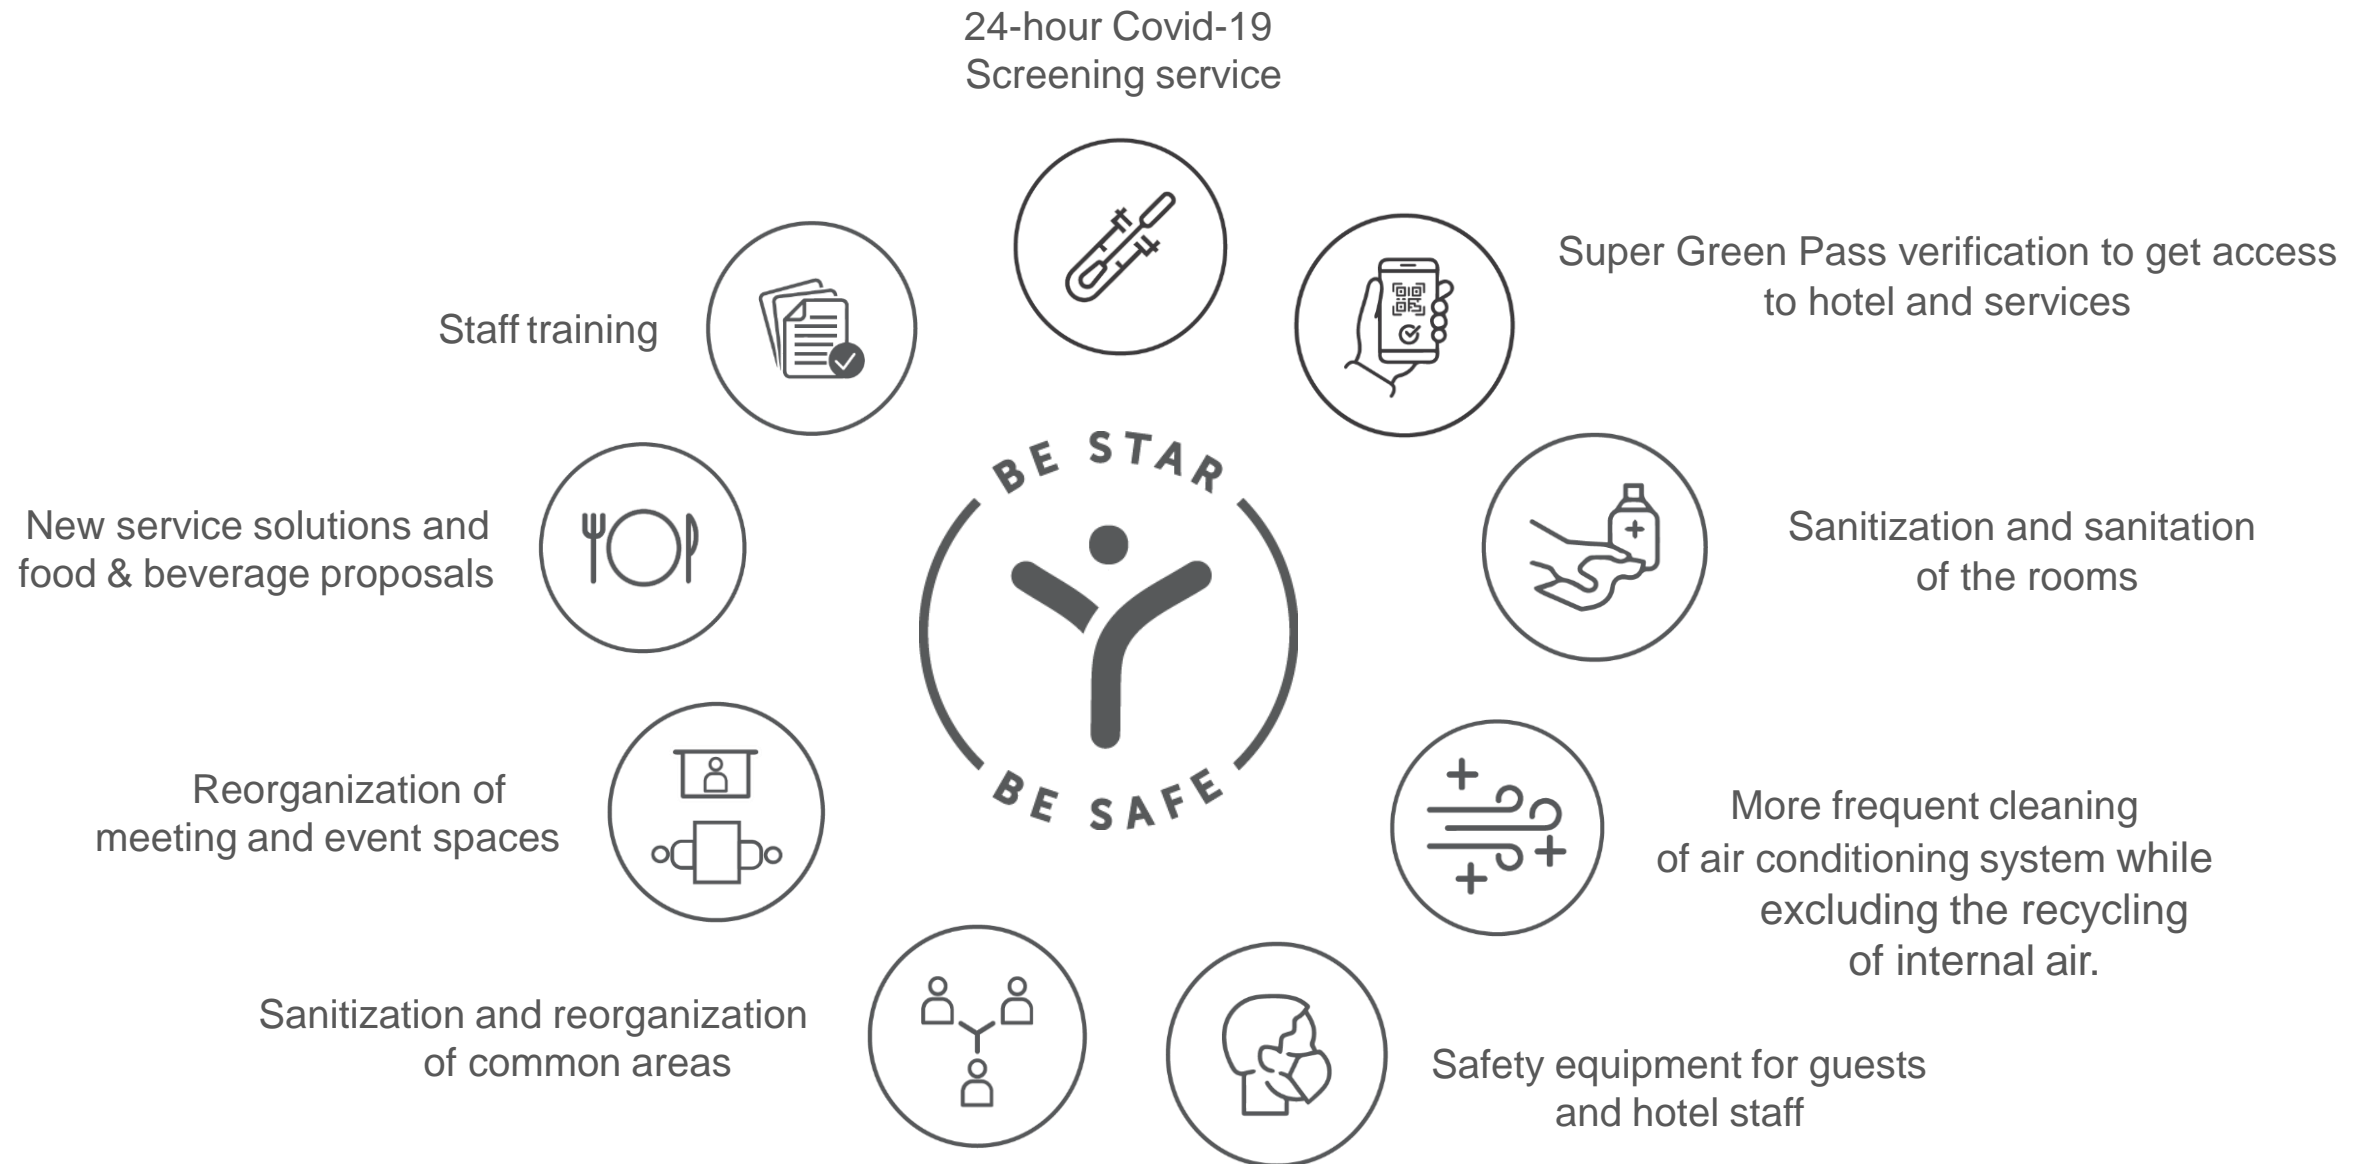 24-hour Covid-19
Screening service
Super Green Pass verification to get access
to hotel and services
Staff training
BE STAR
New service solutions and
food & beverage proposals
Sanitization and sanitation
of the rooms
BE SAFE
Reorganization of
meeting and event spaces
More frequent cleaning
of air conditioning system while
excluding the recycling
of internal air.
Sanitization and reorganization
of common areas
Safety equipment for guests
and hotel staff